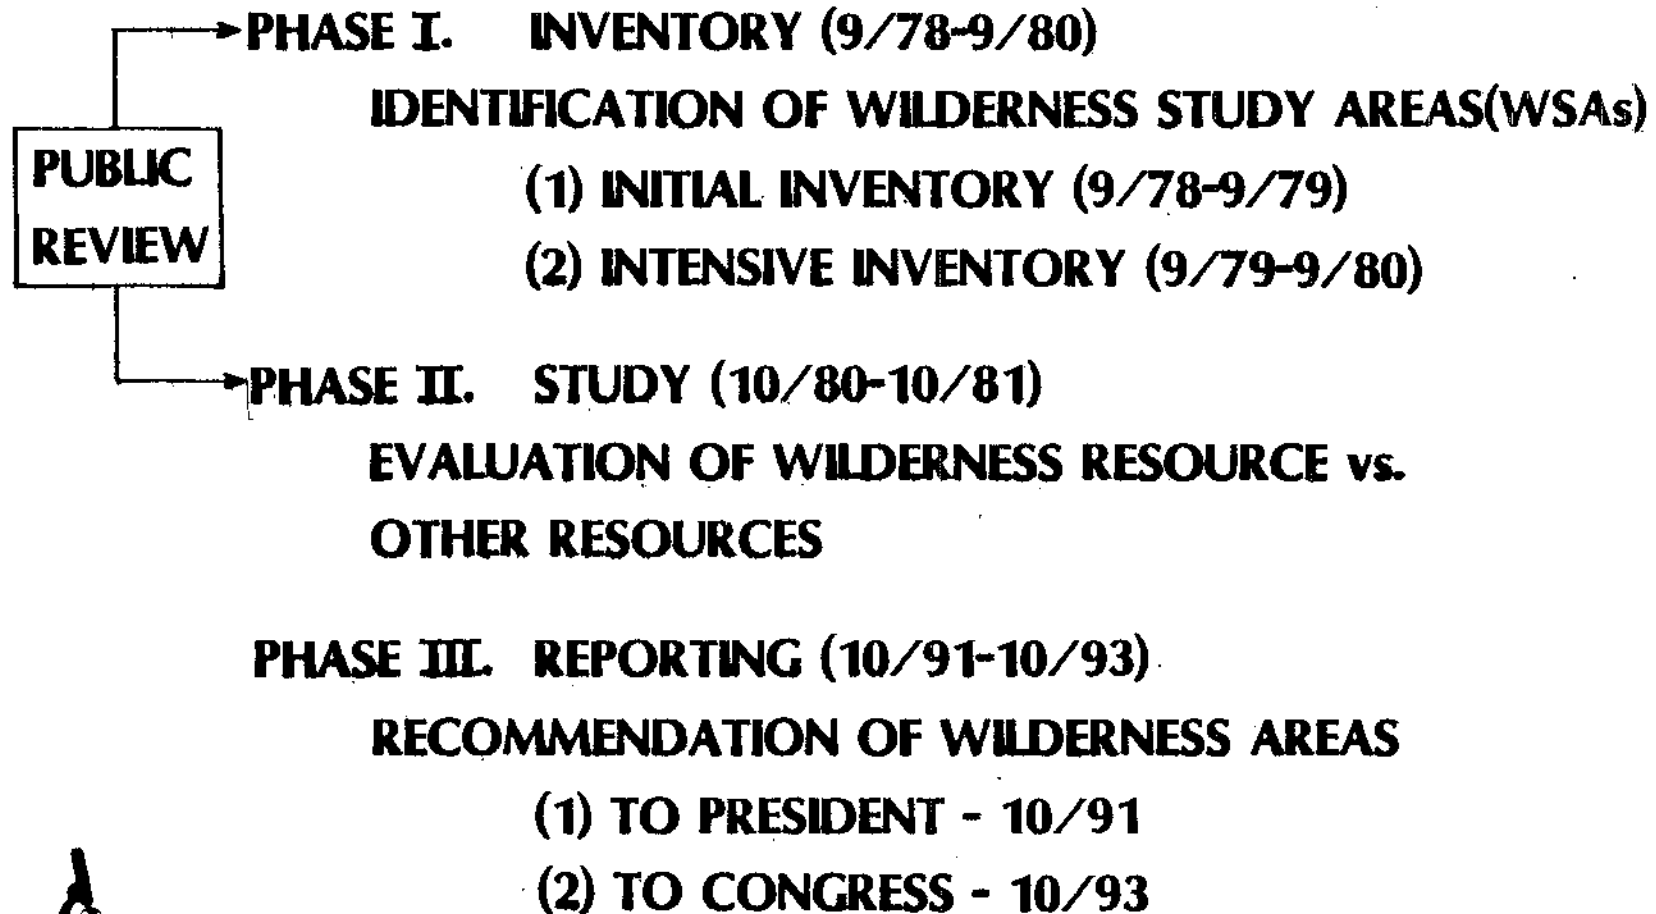 PHASE I. INVENTORY (9/78-9/80)
IDENTIFICATION OF WILDERNESS STUDY AREAS(WSAs)
PUBLIC
REVIEW
(1) INITIAL INVENTORY (9/78-9/79)
(2) INTENSIVE INVENTORY (9/79-9/80)
PHASE II. STUDY (10/80-10/81)
EVALUATION OF WILDERNESS RESOURCE vs.
OTHER RESOURCES
PHASE III. REPORTING (10/91-10/93)
RECOMMENDATION OF WILDERNESS AREAS
(1) TO PRESIDENT - 10/91
(2) TO CONGRESS - 10/93